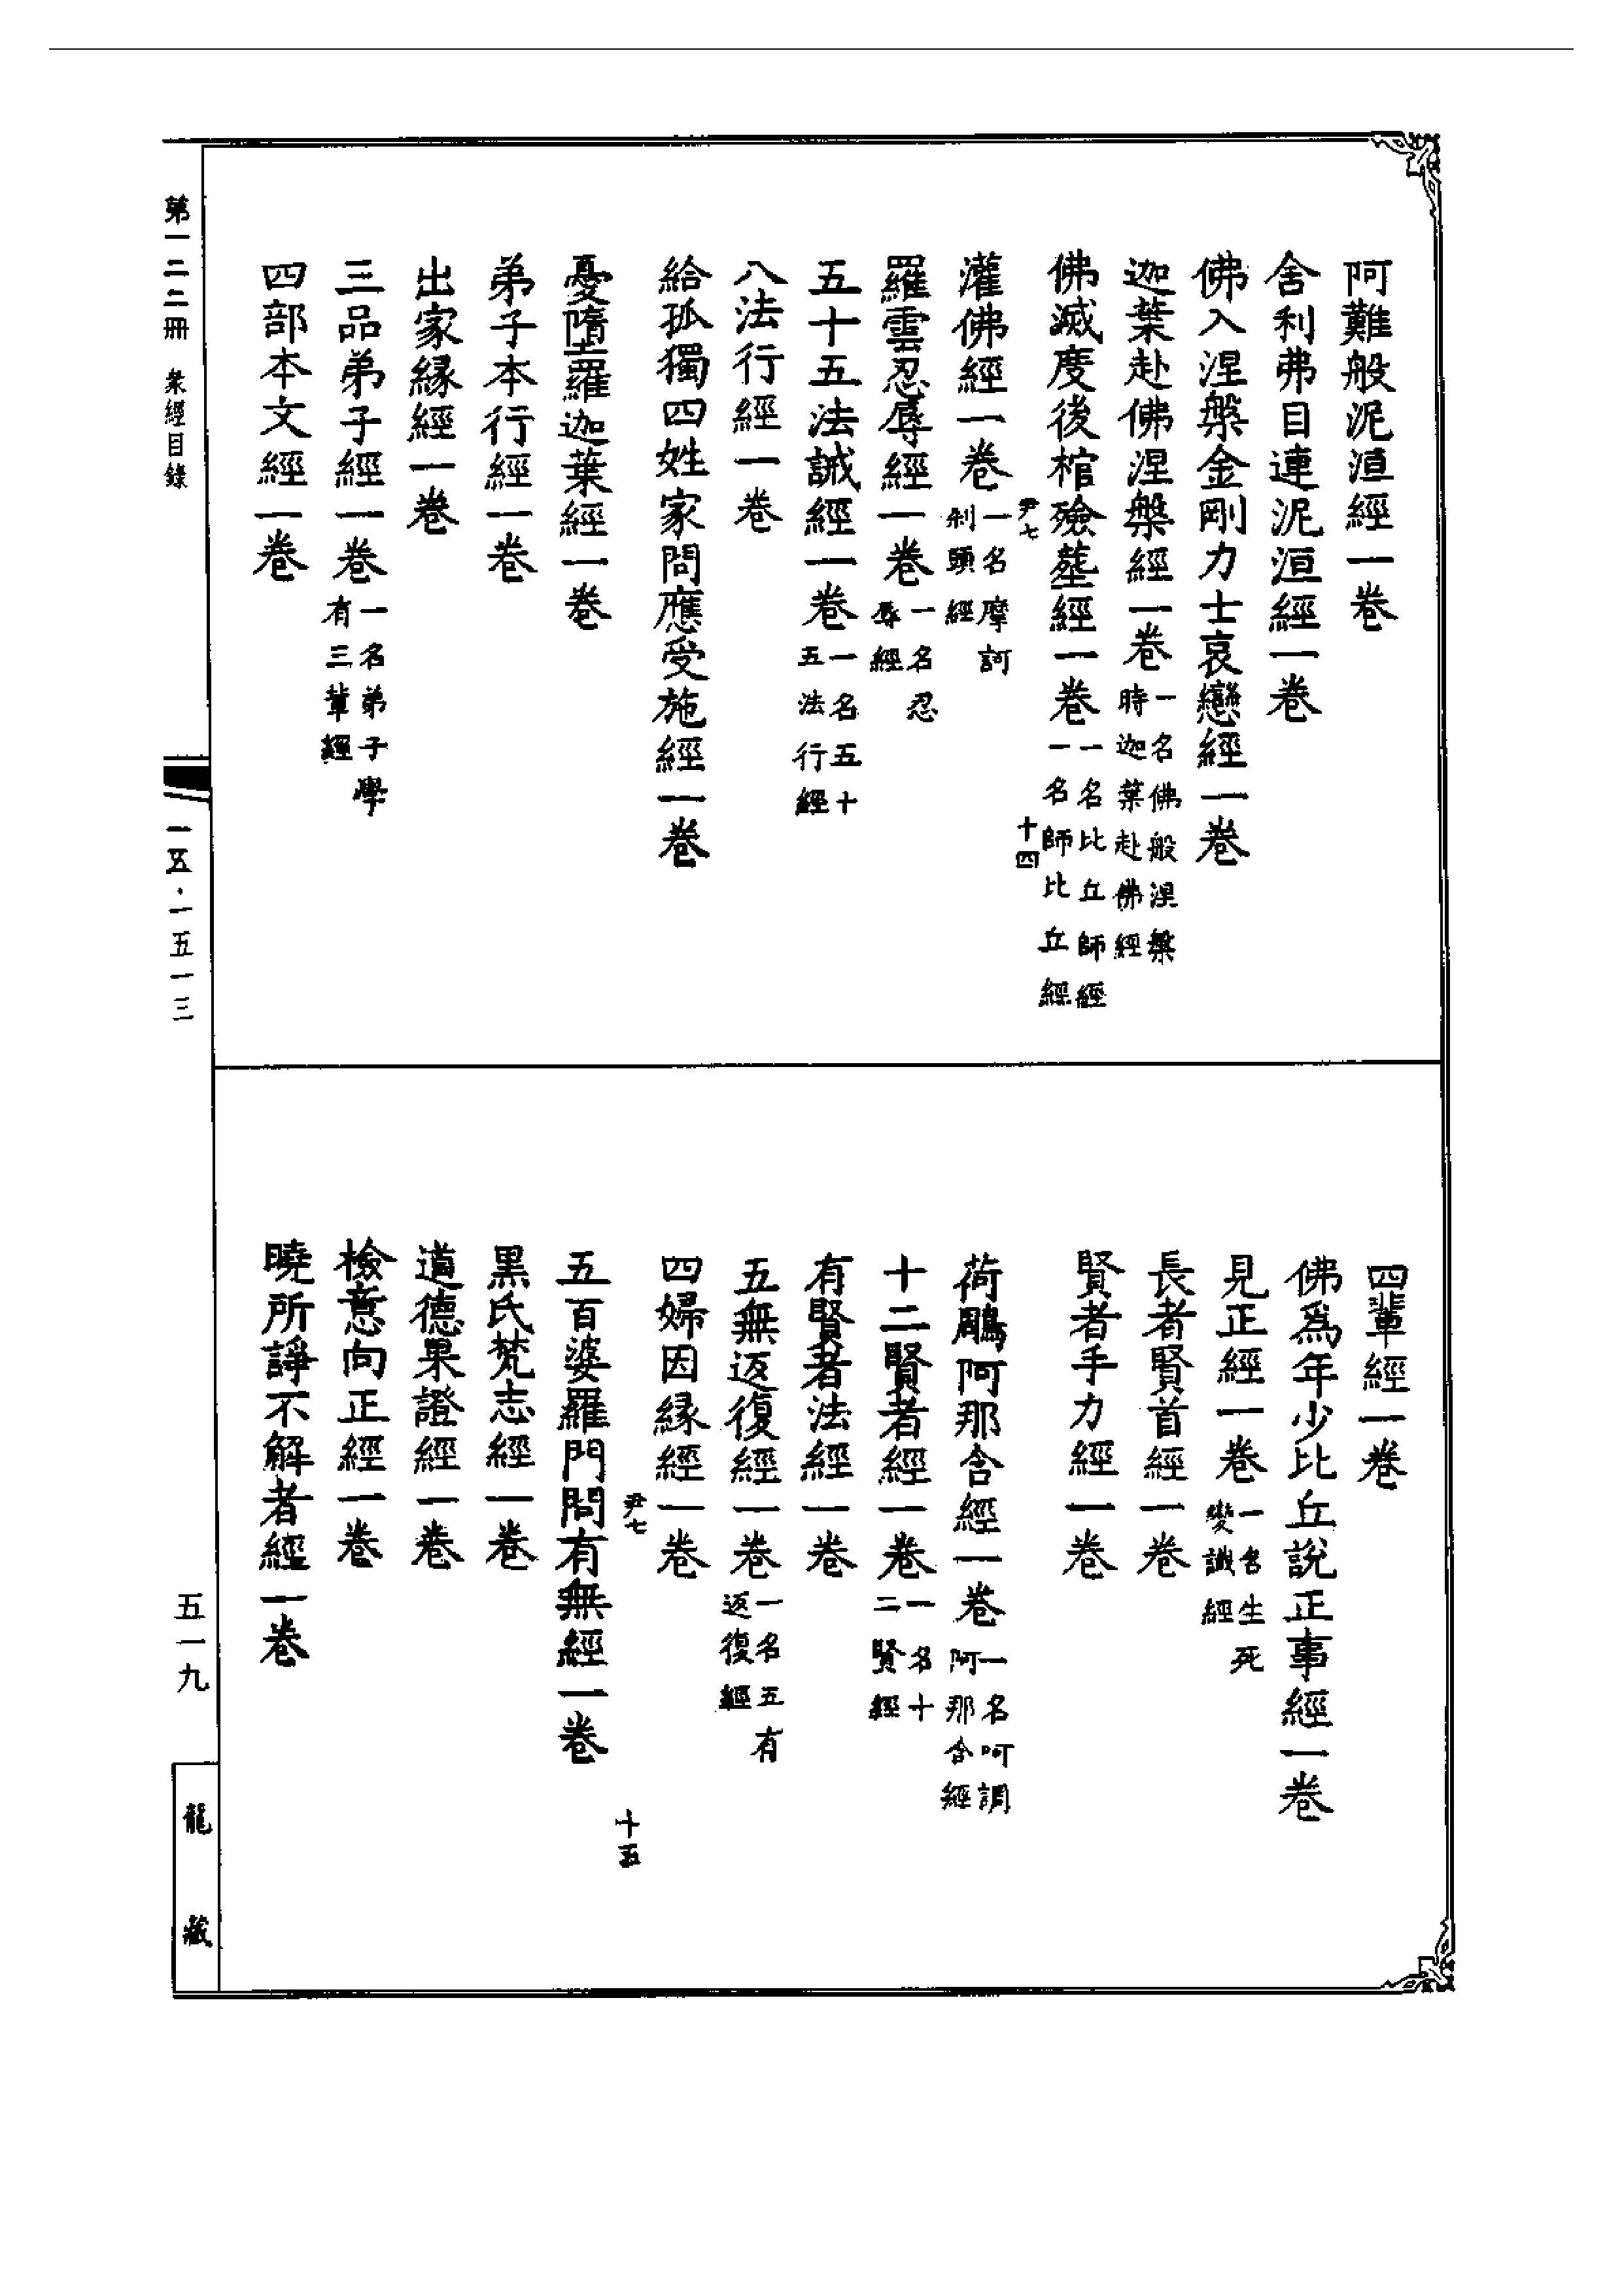 阿難般泥洹經一卷
舍利弗目連泥洹經一卷
佛入涅槃金剛力士哀戀經一卷
迦葉赴佛涅槃經一卷 一名佛般涅槃
時迦葉赴佛經
佛滅度後棺殮塟經一卷 一名比丘師經
一名師比丘經
尹七 十四
灌佛經一卷 一名摩訶
剎頭經
羅雲忍辱經一卷 一名忍
辱經
五十五法誡經一卷 一名五十
五法行經
八法行經一卷
給孤獨四姓家問應受施經一卷
憂墮羅迦葉經一卷
弟子本行經一卷
出家緣經一卷
三品弟子經一卷 一名弟子學
有三輩經
四部本文經一卷
四輩經一卷
佛為年少比丘說正事經一卷
見正經一卷 一名生死
變識經
長者賢首經一卷
賢者手力經一卷
荷鵰阿那含經一卷 一名呵調
阿那含經
十二賢者經一卷 一名十
二賢經
有賢者法經一卷
五無返復經一卷 一名五有
返復經
四婦因緣經一卷
尹七 十五
五百婆羅門問有無經一卷
黑氏梵志經一卷
道德果證經一卷
檢意向正經一卷
曉所諍不解者經一卷
第一二二冊 衆經目錄
一五·一五一三
五一九
龍藏